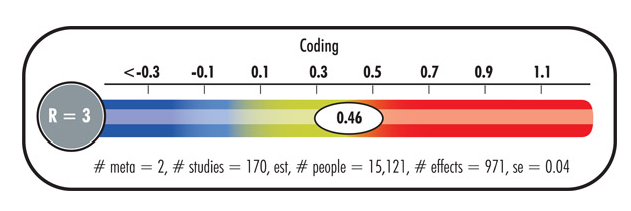 Coding
<-0.3 -0.1 0.1 0.3 0.5 0.7 0.9 1.1
R = 3 0.46
# meta = 2, # studies = 170, est, # people = 15,121, # effects = 971, se = 0.04